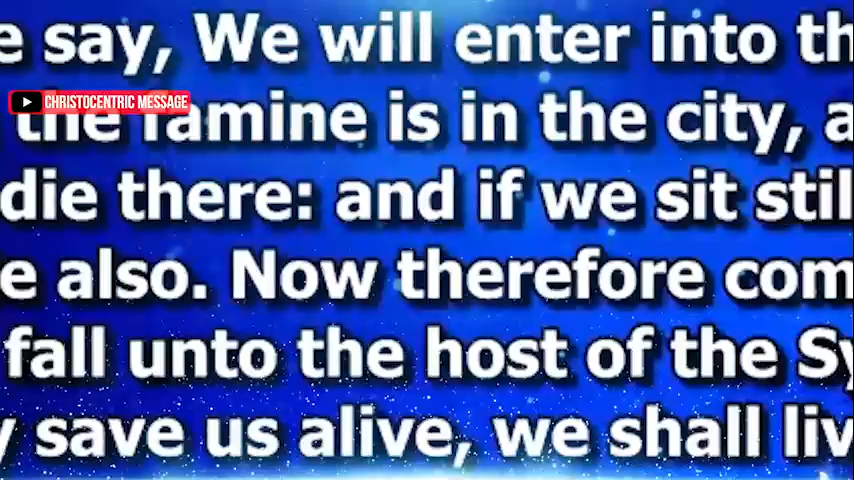 e say, We will enter into th
CHRISTOCENTRIC MESSAGE
the famine is in the city, a
die there: and if we sit stil
e also. Now therefore com
fall unto the host of the Sy
y save us alive, we shall liv